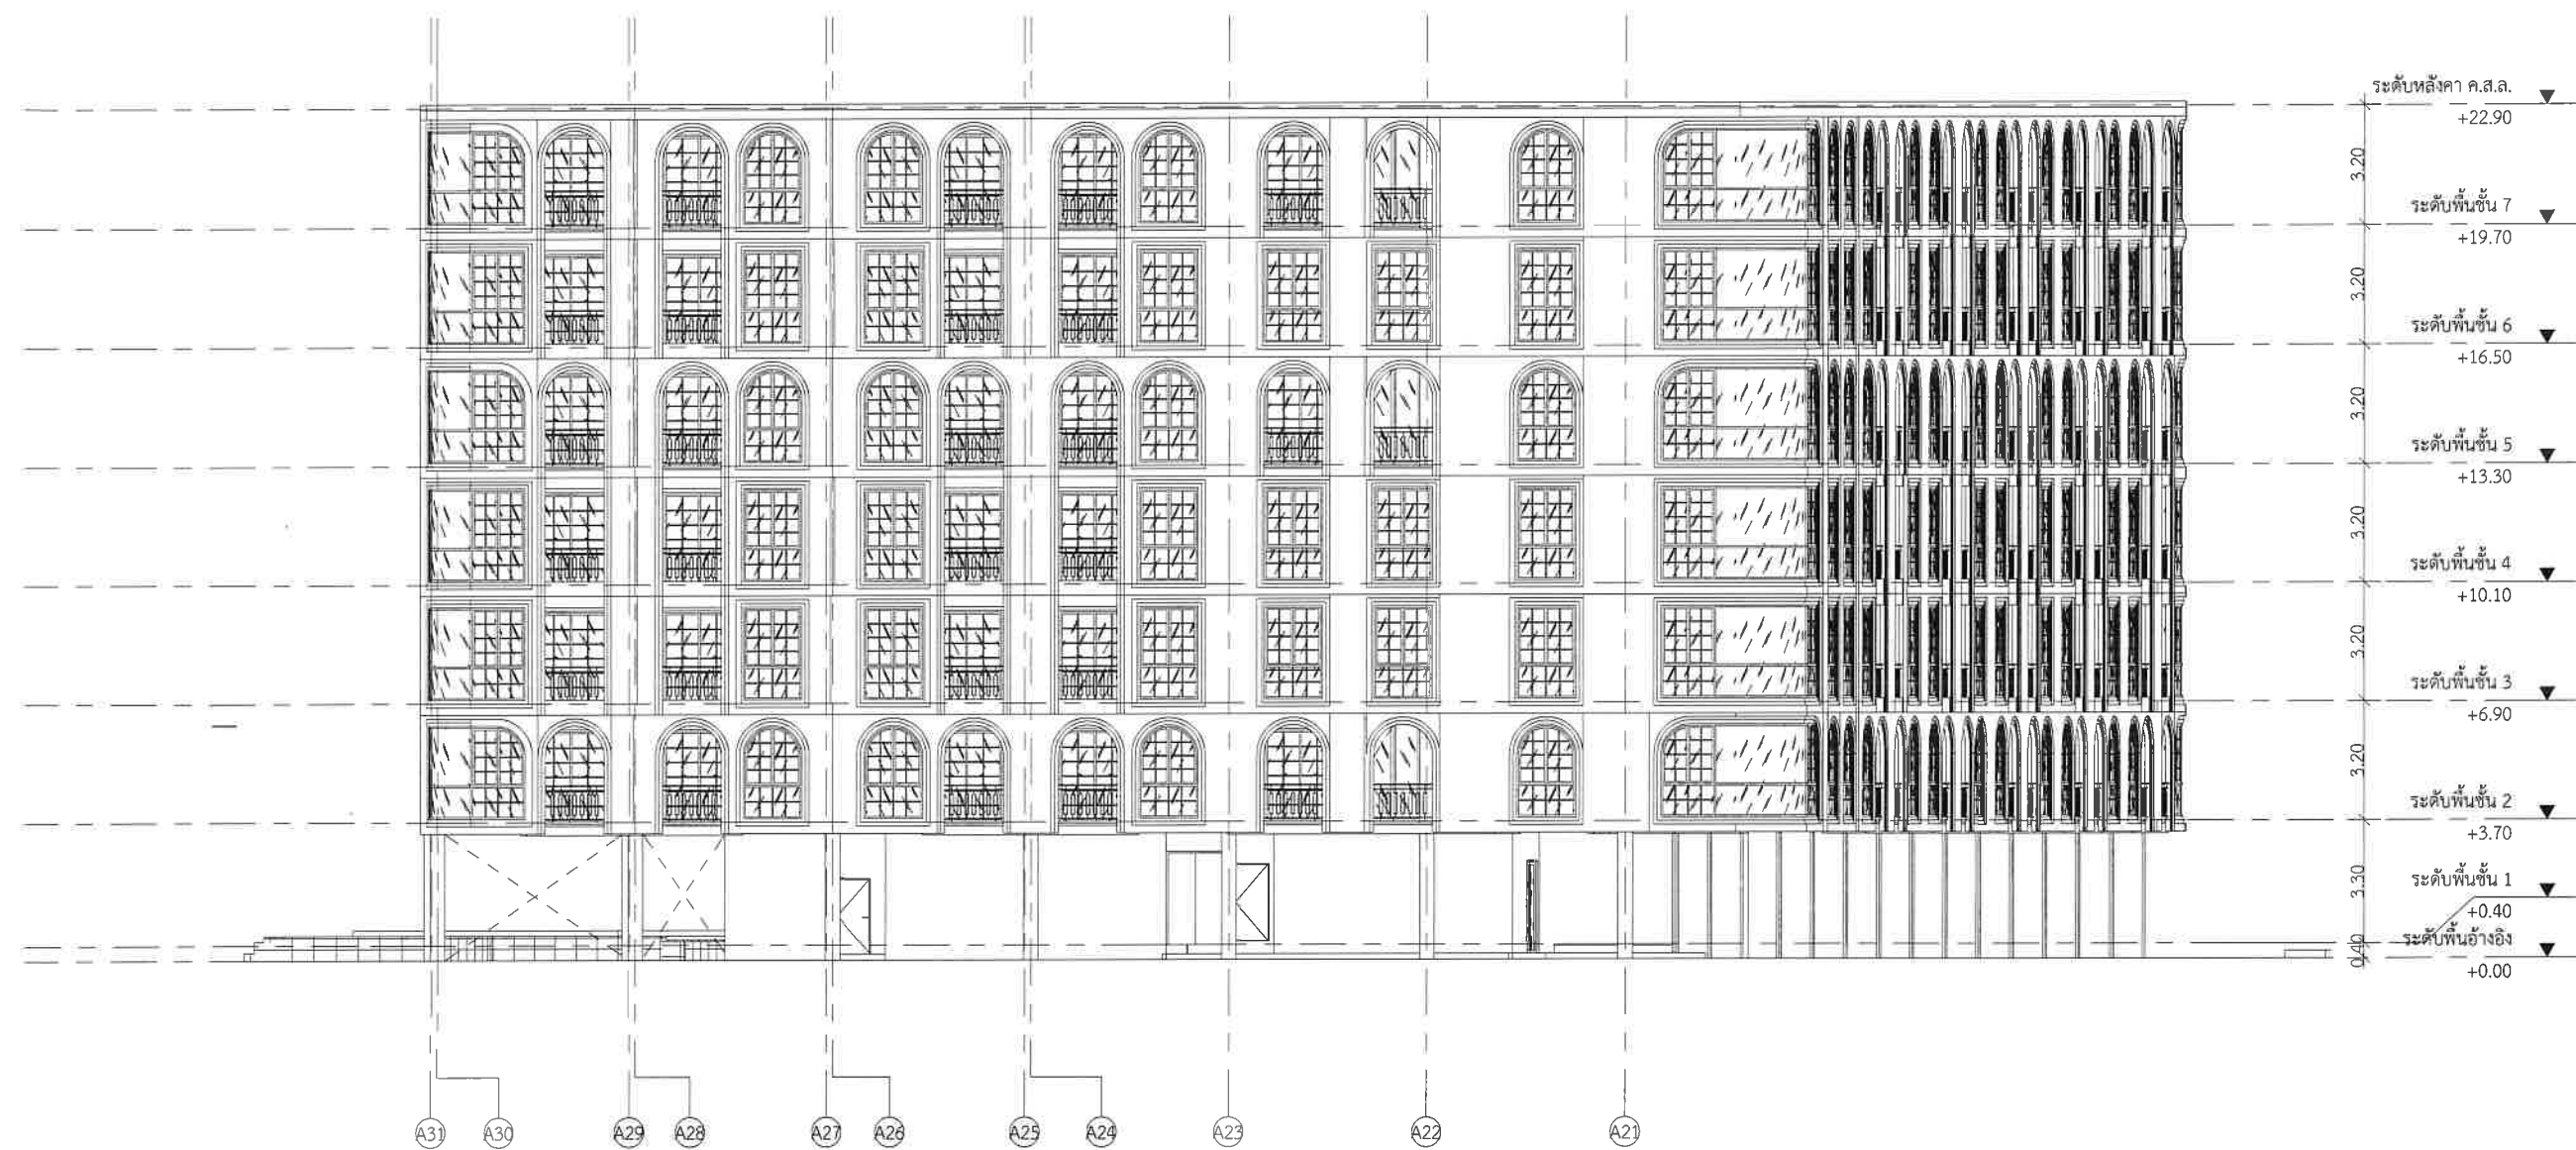 ระดับหลังคา ค.ส.ล.
+22.90
3.20
ระดับพื้นชั้น 7
+19.70
3.20
ระดับพื้นชั้น 6
+16.50
3.20
ระดับพื้นชั้น 5
+13.30
3.20
ระดับพื้นชั้น 4
+10.10
3.20
ระดับพื้นชั้น 3
+6.90
3.20
ระดับพื้นชั้น 2
+3.70
3.30
ระดับพื้นชั้น 1
+0.40
ระดับพื้นอ้างอิง
0.40
+0.00
A31 A30 A29 A28 A27 A26 A25 A24 A23 A22 A21